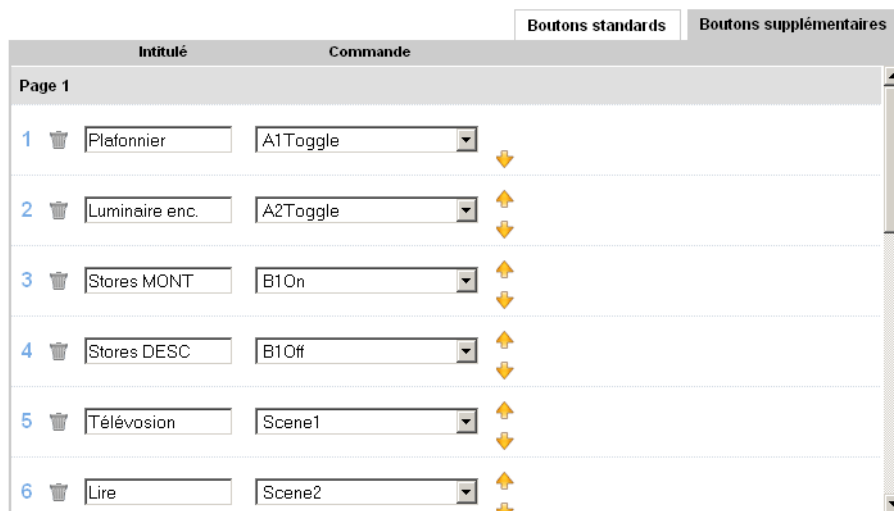 Boutons standards Boutons supplémentaires
Intitulé Commande
Page 1
1 Plafonnier A1Toggle
2 Luminaire enc. A2Toggle
3 Stores MONT B1On
4 Stores DESC B1Off
5 Télévosion Scene1
6 Lire Scene2